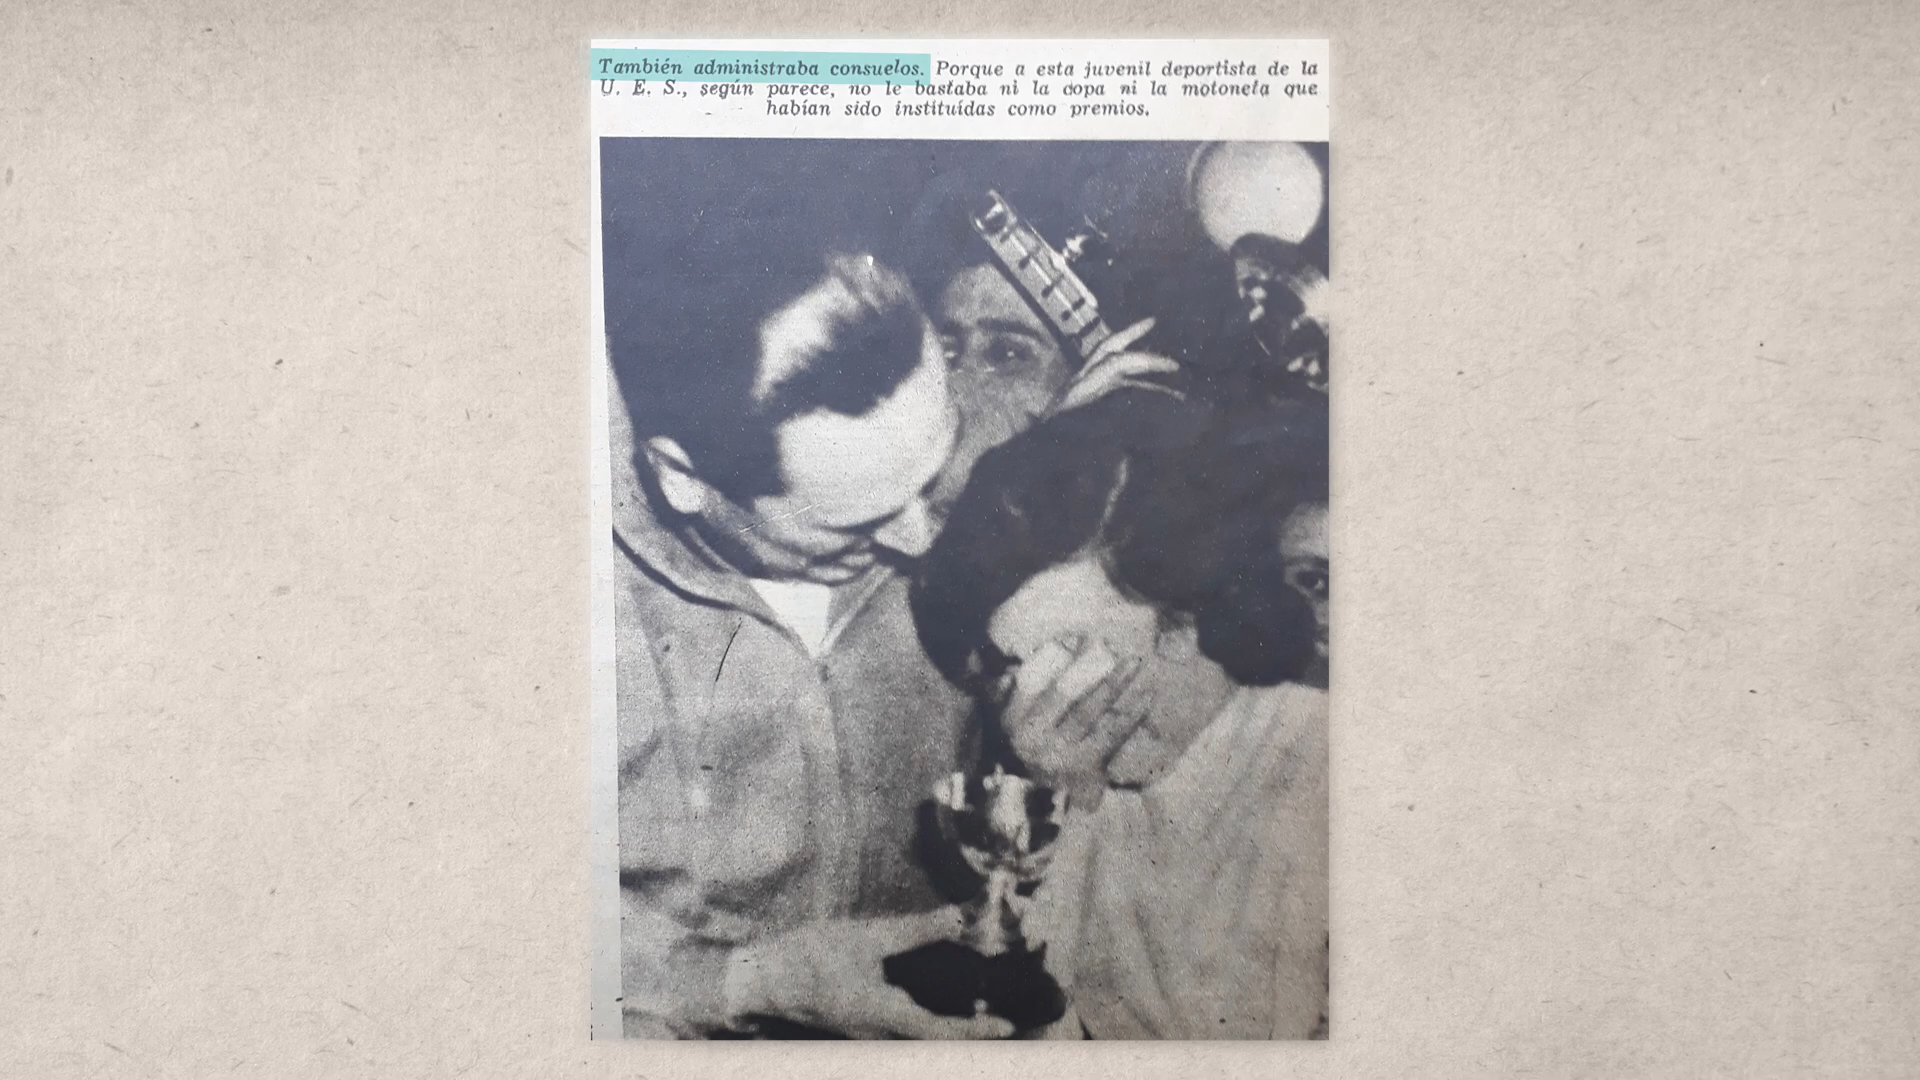 También administraba consuelos. Porque a esta juvenil deportista de la
U. E. S., según parece, no le bastaba ni la copa ni la motoneta que
habían sido instituídas como premios.